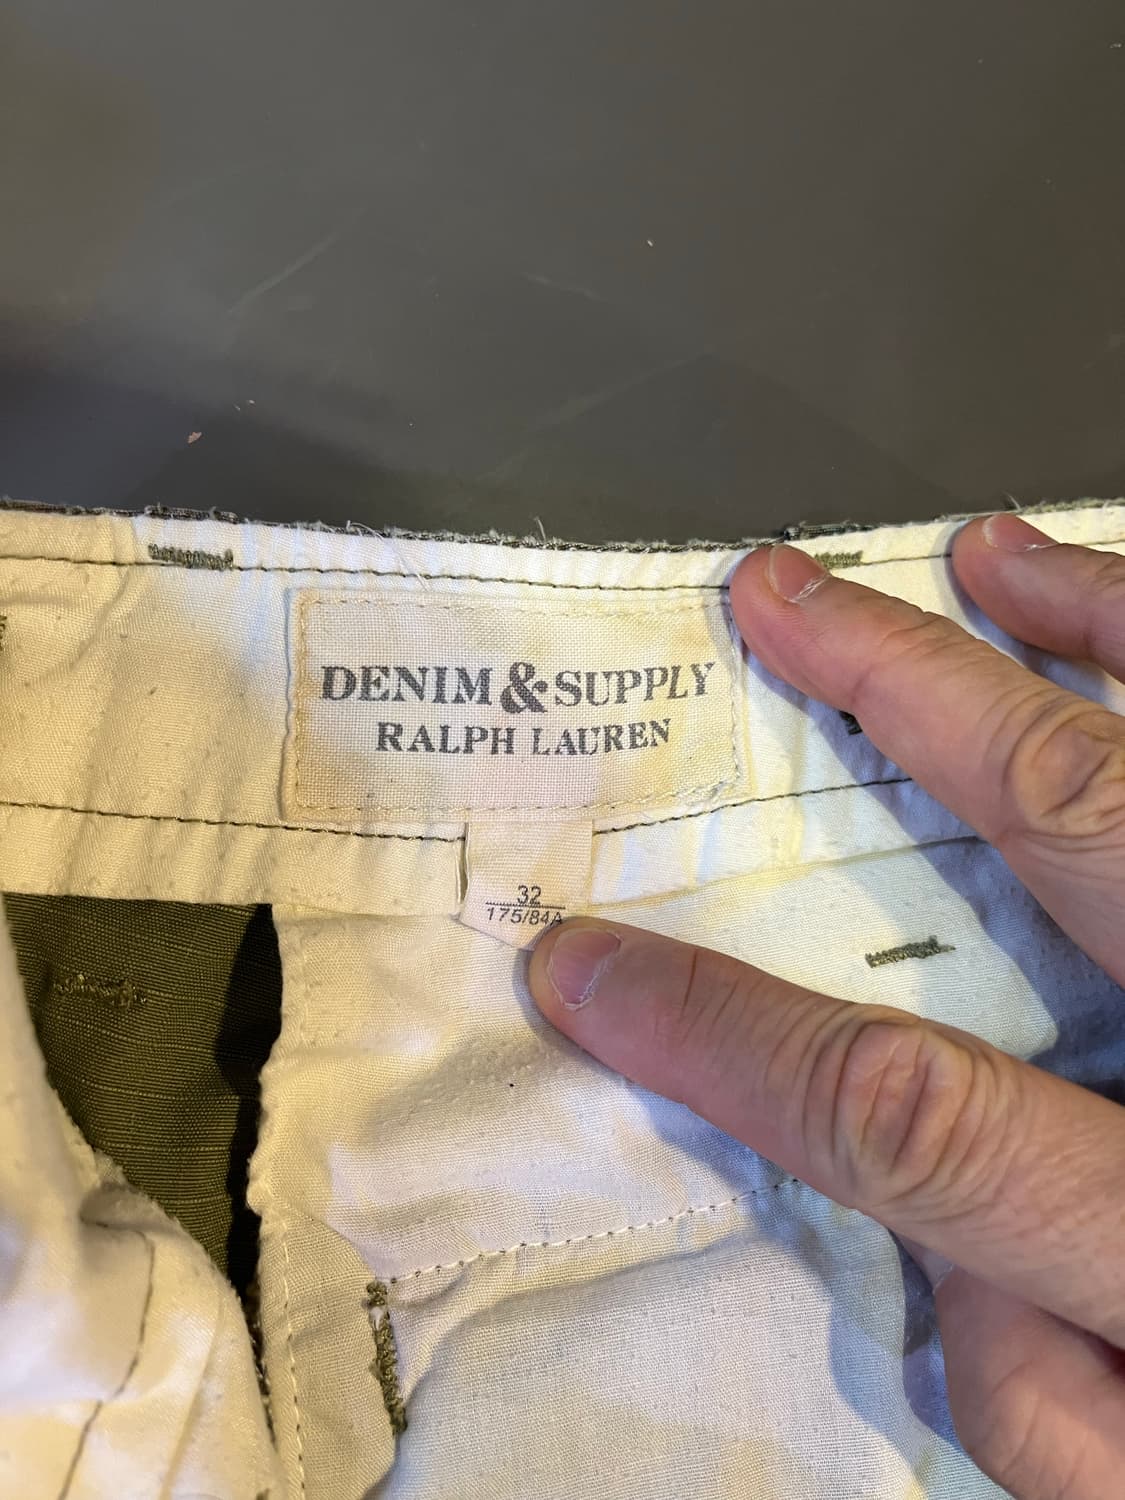 DENIM & SUPPLY
RALPH LAUREN
32
175/84A